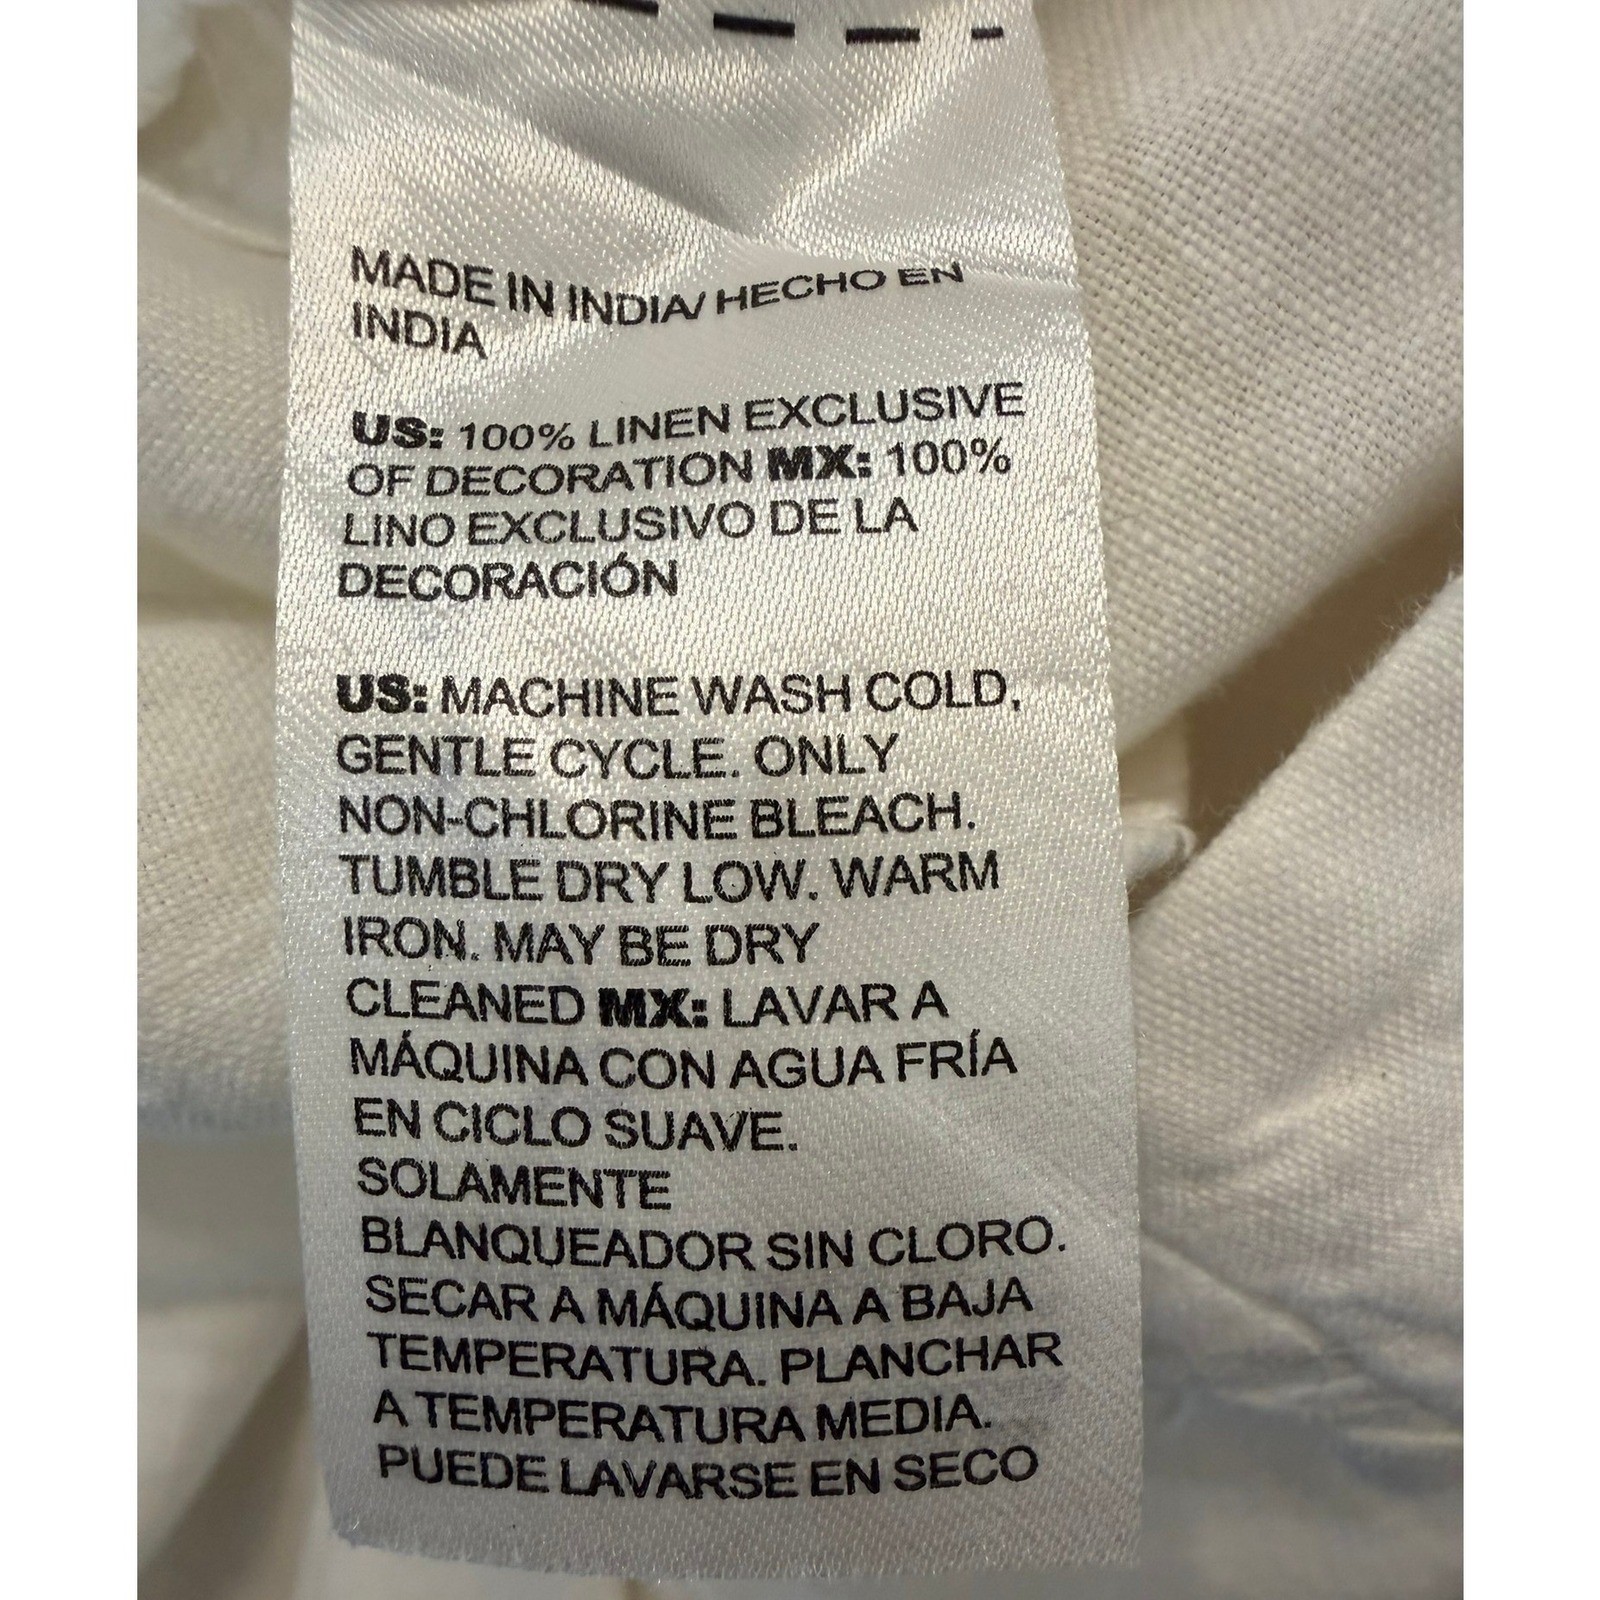 MADE IN INDIA/ HECHO EN
INDIA
US: 100% LINEN EXCLUSIVE
OF DECORATION MX: 100%
LINO EXCLUSIVO DE LA
DECORACIÓN
US: MACHINE WASH COLD,
GENTLE CYCLE. ONLY
NON-CHLORINE BLEACH.
TUMBLE DRY LOW. WARM
IRON. MAY BE DRY
CLEANED MX: LAVAR A
MÁQUINA CON AGUA FRÍA
EN CICLO SUAVE.
SOLAMENTE
BLANQUEADOR SIN CLORO.
SECAR A MÁQUINA A BAJA
TEMPERATURA. PLANCHAR
A TEMPERATURA MEDIA.
PUEDE LAVARSE EN SECO